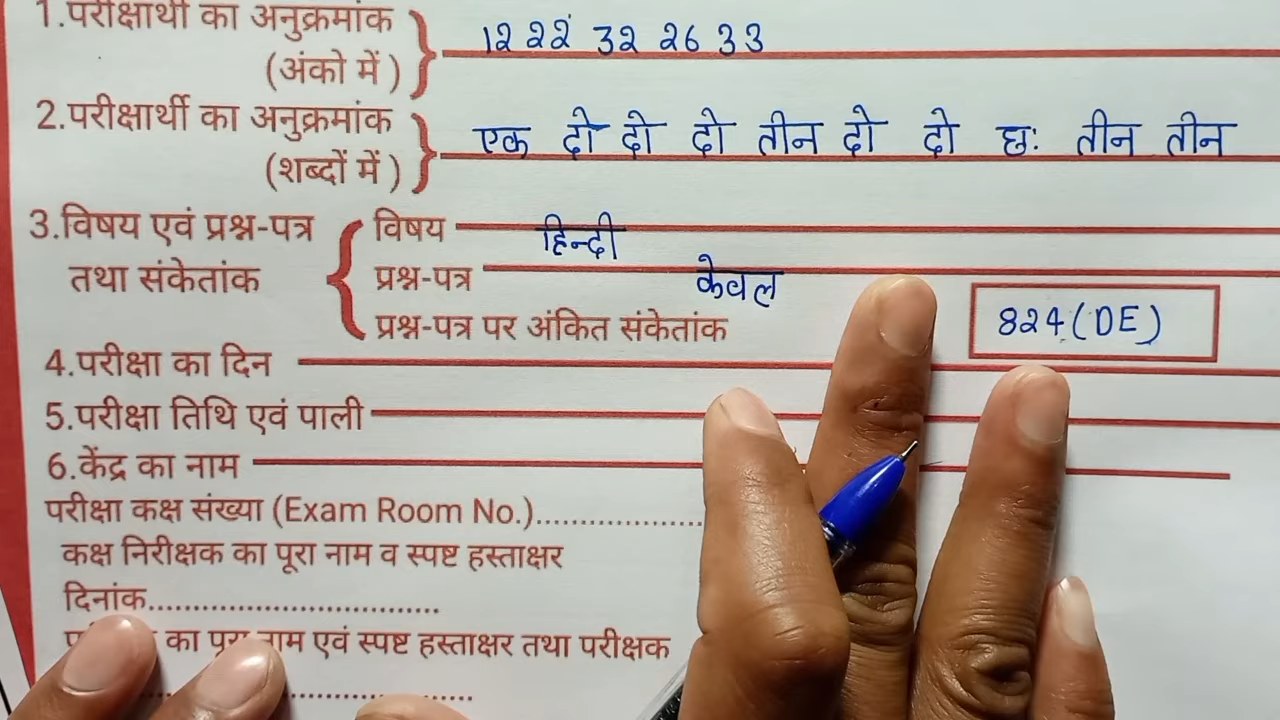 1.परीक्षार्थी का अनुक्रमांक } 12 22 32 26 33
(अंको में )
2.परीक्षार्थी का अनुक्रमांक } एक दो दो दो तीन दो दो छः तीन तीन
(शब्दों में )
3.विषय एवं प्रश्न-पत्र { विषय हिन्दी
तथा संकेतांक प्रश्न-पत्र केवल
प्रश्न-पत्र पर अंकित संकेतांक 824(DE)
4.परीक्षा का दिन
5.परीक्षा तिथि एवं पाली
6.केंद्र का नाम
परीक्षा कक्ष संख्या (Exam Room No.)..................
कक्ष निरीक्षक का पूरा नाम व स्पष्ट हस्ताक्षर
दिनांक................................
का पूरा नाम एवं स्पष्ट हस्ताक्षर तथा परीक्षक